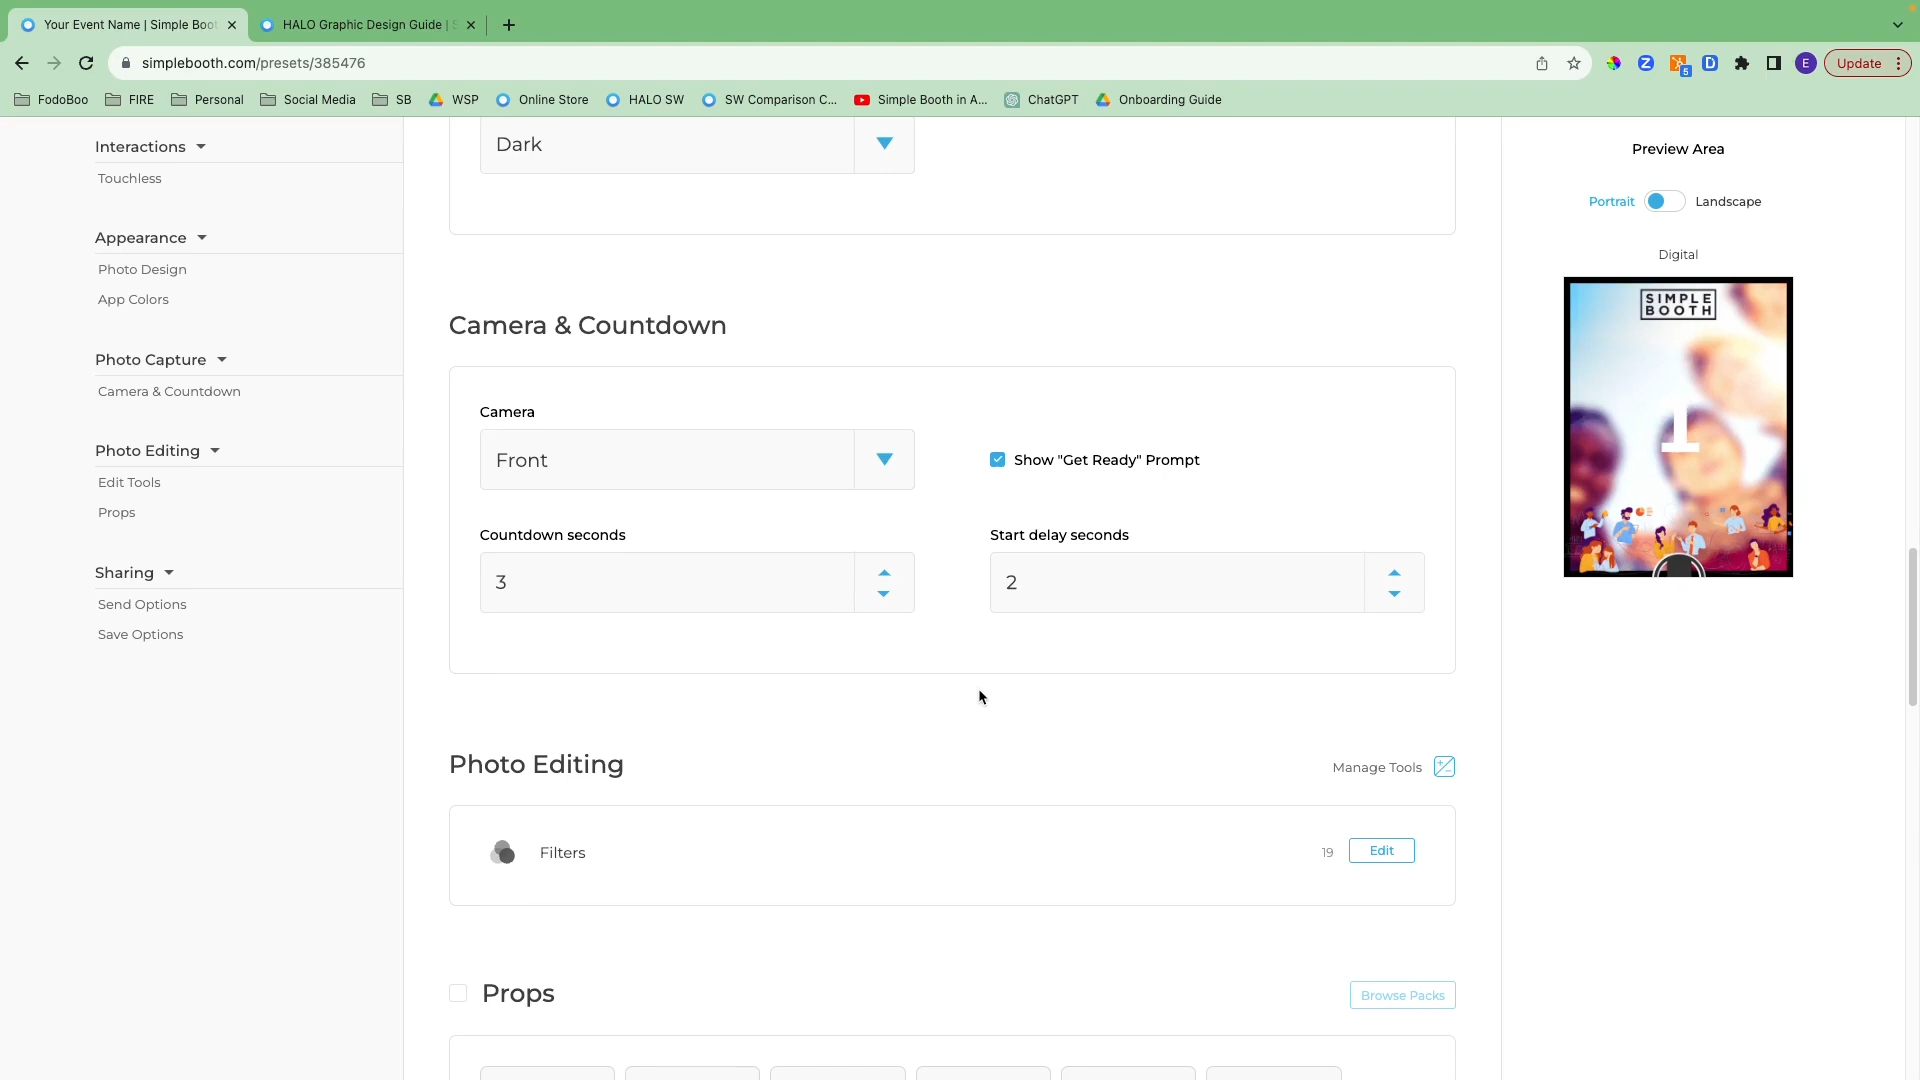 Your Event Name | Simple Boo
HALO Graphic Design Guide | S
simplebooth.com/presets/385476
5
E
Update
FodoBoo
FIRE
Personal
Social Media
SB
WSP
Online Store
HALO SW
SW Comparison C...
Simple Booth in A...
ChatGPT
Onboarding Guide
Interactions
Touchless
Appearance
Photo Design
App Colors
Photo Capture
Camera & Countdown
Photo Editing
Edit Tools
Props
Sharing
Send Options
Save Options
Dark
Camera & Countdown
Camera
Front
Show "Get Ready" Prompt
Countdown seconds
Start delay seconds
3
2
Photo Editing
Manage Tools
Filters
19
Edit
Props
Browse Packs
Preview Area
Portrait
Landscape
Digital
SIMPLE
BOOTH
1